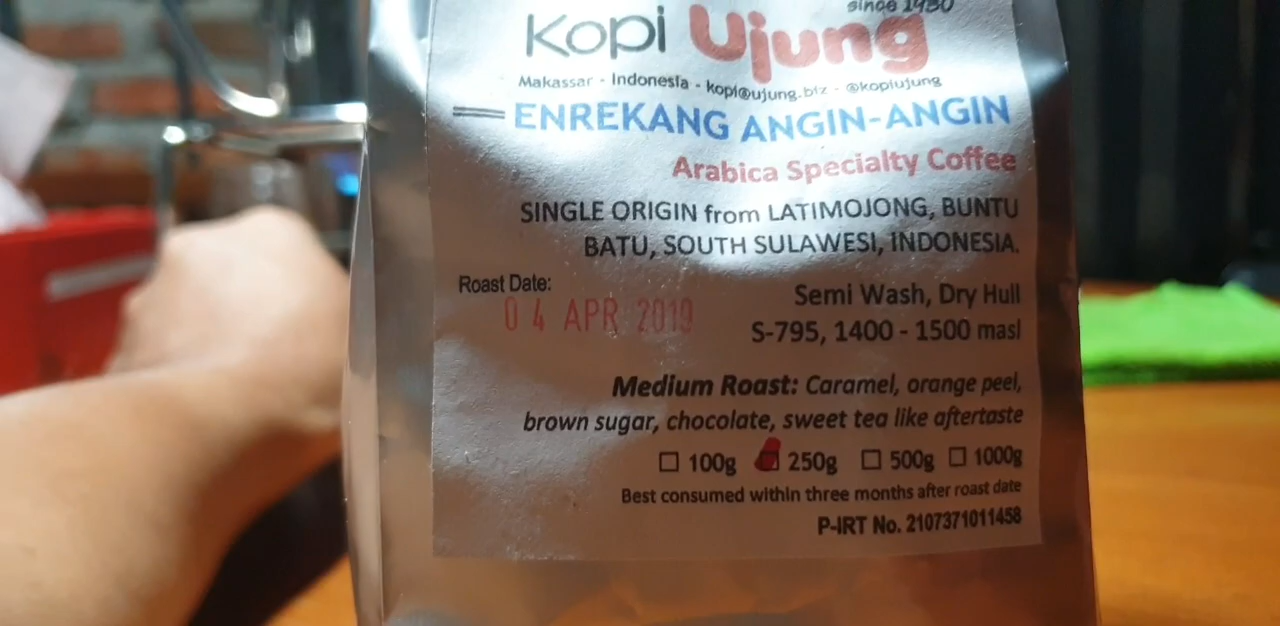 since 1950
Kopi Ujung
Makassar - Indonesia - kopi@ujung.biz - @kopiujung
ENREKANG ANGIN-ANGIN
Arabica Specialty Coffee
SINGLE ORIGIN from LATIMOJONG, BUNTU
BATU, SOUTH SULAWESI, INDONESIA.
Roast Date:
04 APR 2019
Semi Wash, Dry Hull
S-795, 1400 - 1500 masl
Medium Roast: Caramel, orange peel,
brown sugar, chocolate, sweet tea like aftertaste
100g 250g 500g 1000g
Best consumed within three months after roast date
P-IRT No. 2107371011458